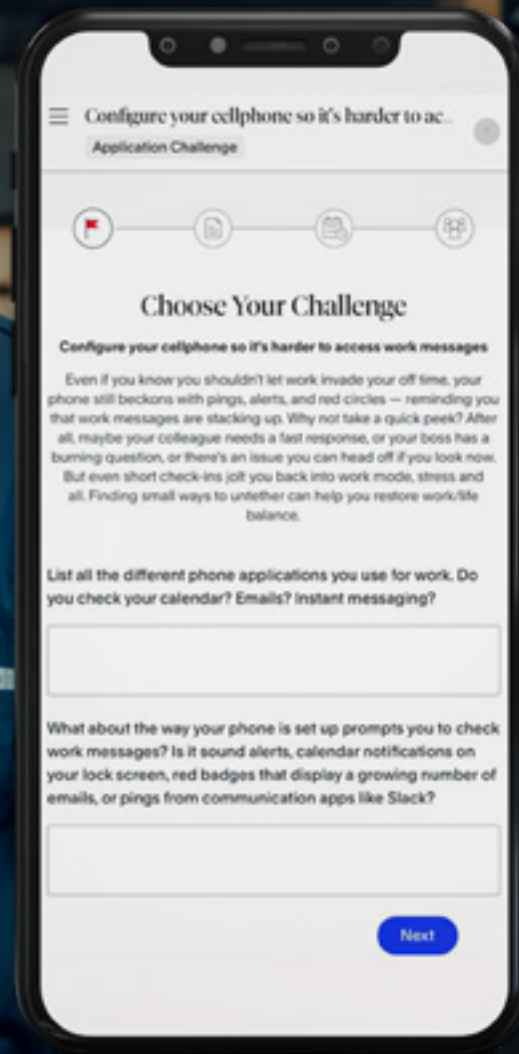 Configure your cellphone so it's harder to ac...
Application Challenge
Choose Your Challenge
Configure your cellphone so it's harder to access work messages
Even if you know you shouldn't let work invade your off time, your
phone still beckons with pings, alerts, and red circles — reminding you
that work messages are stacking up. Why not take a quick peek? After
all, maybe your colleague needs a fast response, or your boss has a
burning question, or there's an issue you can head off if you look now.
But even short check-ins jolt you back into work mode, stress and
all. Finding small ways to untether can help you restore work/life
balance.
List all the different phone applications you use for work. Do
you check your calendar? Emails? Instant messaging?
What about the way your phone is set up prompts you to check
work messages? Is it sound alerts, calendar notifications on
your lock screen, red badges that display a growing number of
emails, or pings from communication apps like Slack?
Next